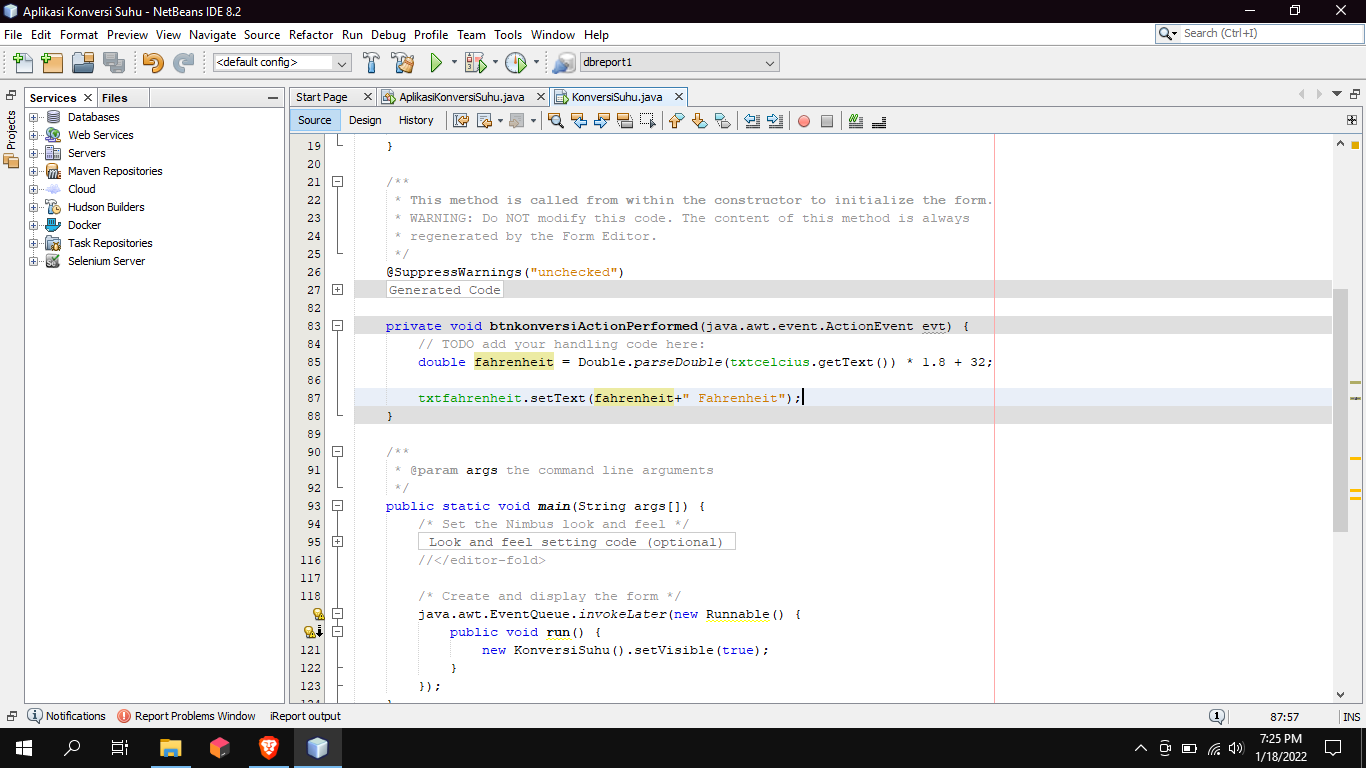 Aplikasi Konversi Suhu - NetBeans IDE 8.2
File Edit Format Preview View Navigate Source Refactor Run Debug Profile Team Tools Window Help
Search (Ctrl+I)
<default config>
dbreport1
Projects
Services
Files
Databases
Web Services
Servers
Maven Repositories
Cloud
Hudson Builders
Docker
Task Repositories
Selenium Server
Start Page
AplikasiKonversiSuhu.java
KonversiSuhu.java
Source Design History
19 }
20
21 /**
22 * This method is called from within the constructor to initialize the form.
23 * WARNING: Do NOT modify this code. The content of this method is always
24 * regenerated by the Form Editor.
25 */
26 @SuppressWarnings("unchecked")
27 Generated Code
82
83 private void btnkonversiActionPerformed(java.awt.event.ActionEvent evt) {
84 // TODO add your handling code here:
85 double fahrenheit = Double.parseDouble(txtcelcius.getText()) * 1.8 + 32;
86
87 txtfahrenheit.setText(fahrenheit+" Fahrenheit");
88 }
89
90 /**
91 * @param args the command line arguments
92 */
93 public static void main(String args[]) {
94 /* Set the Nimbus look and feel */
95 Look and feel setting code (optional)
116 //</editor-fold>
117
118 /* Create and display the form */
java.awt.EventQueue.invokeLater(new Runnable() {
public void run() {
121 new KonversiSuhu().setVisible(true);
122 }
123 });
Notifications
Report Problems Window
iReport output
1
87:57
INS
7:25 PM
1/18/2022